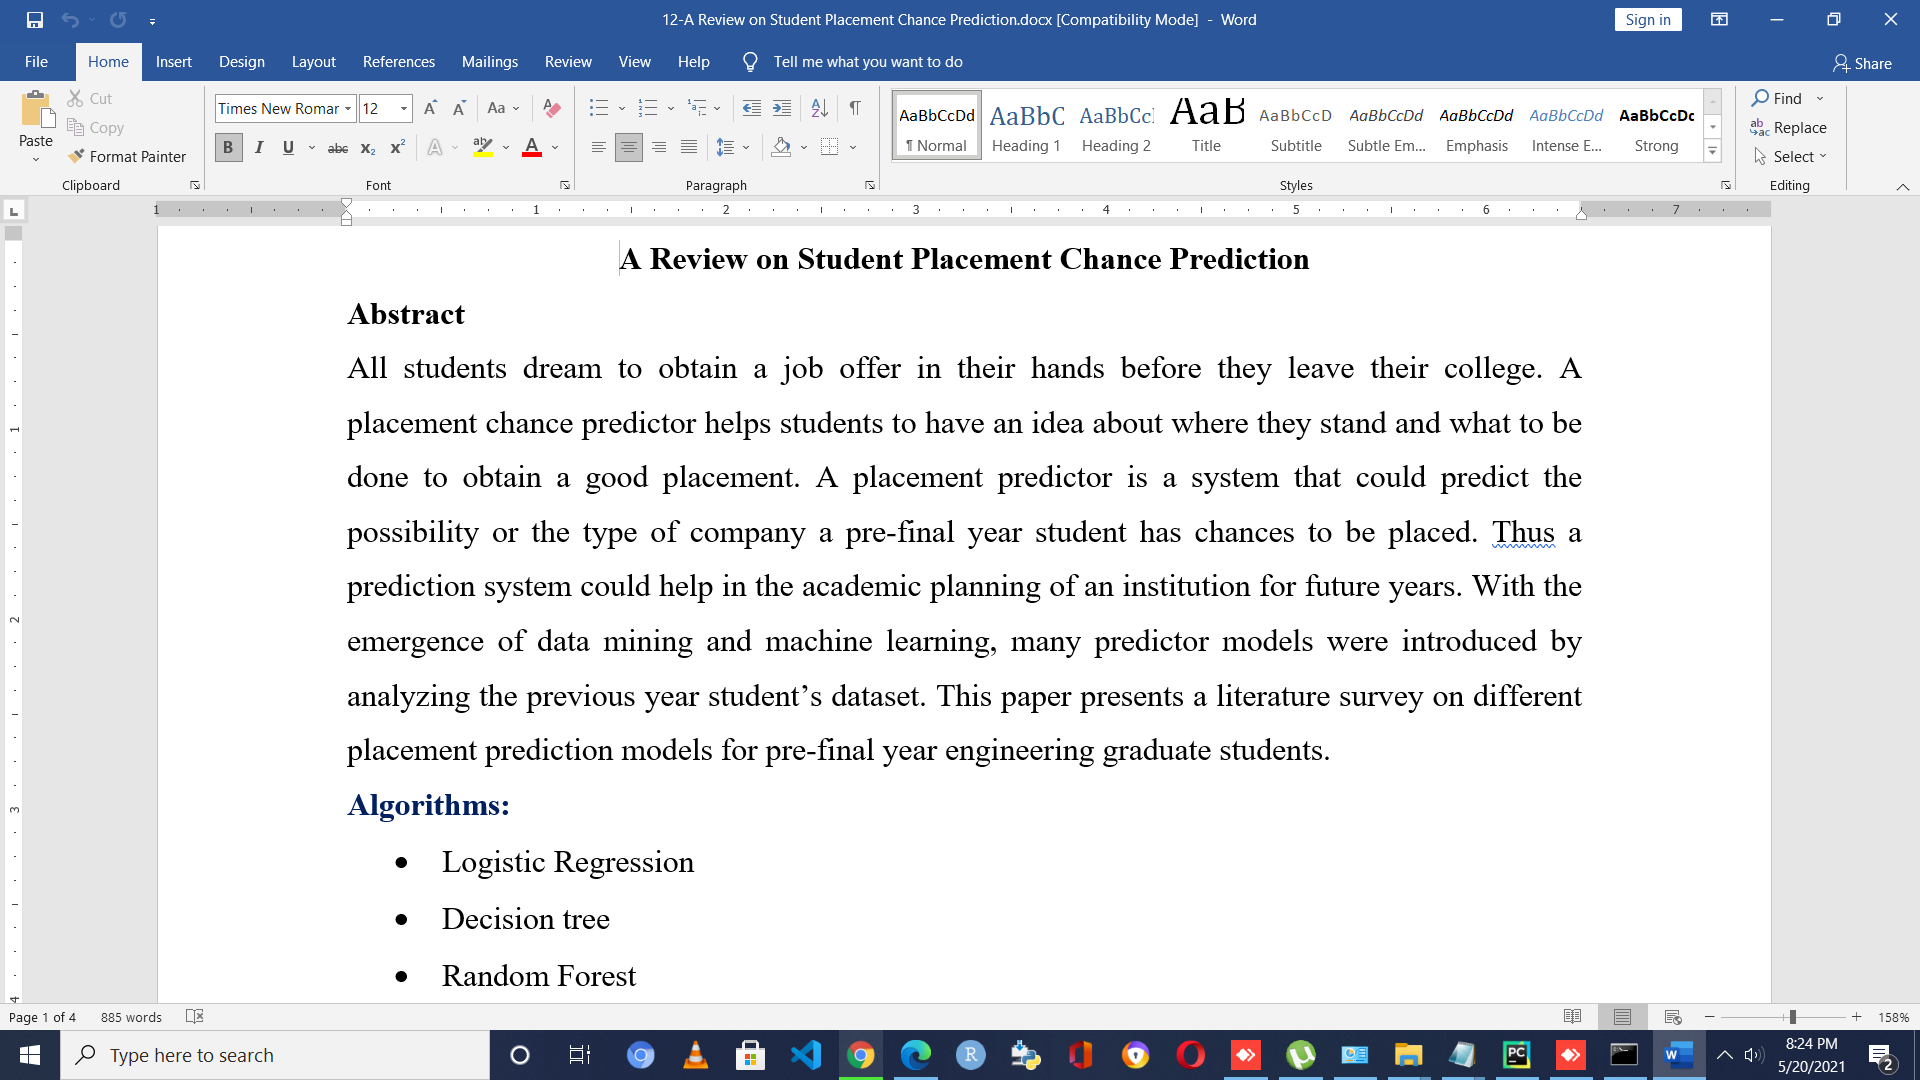 12-A Review on Student Placement Chance Prediction.docx [Compatibility Mode] - Word
Sign in
File Home Insert Design Layout References Mailings Review View Help Tell me what you want to do Share
Paste
Cut
Copy
Format Painter
Clipboard
Times New Roman 12
Font
Paragraph
AaBbCcDd AaBbC AaBbCcl AaB AaBbCcD AaBbCcDd AaBbCcDd AaBbCcDd AaBbCcDc
¶ Normal Heading 1 Heading 2 Title Subtitle Subtle Em... Emphasis Intense E... Strong
Styles
Find
Replace
Select
Editing
1 1 2 3 4 5 6 7
A Review on Student Placement Chance Prediction
Abstract
All students dream to obtain a job offer in their hands before they leave their college. A
placement chance predictor helps students to have an idea about where they stand and what to be
done to obtain a good placement. A placement predictor is a system that could predict the
possibility or the type of company a pre-final year student has chances to be placed. Thus a
prediction system could help in the academic planning of an institution for future years. With the
emergence of data mining and machine learning, many predictor models were introduced by
analyzing the previous year student’s dataset. This paper presents a literature survey on different
placement prediction models for pre-final year engineering graduate students.
Algorithms:
• Logistic Regression
• Decision tree
• Random Forest
Page 1 of 4 885 words 158%
Type here to search
8:24 PM
5/20/2021
2